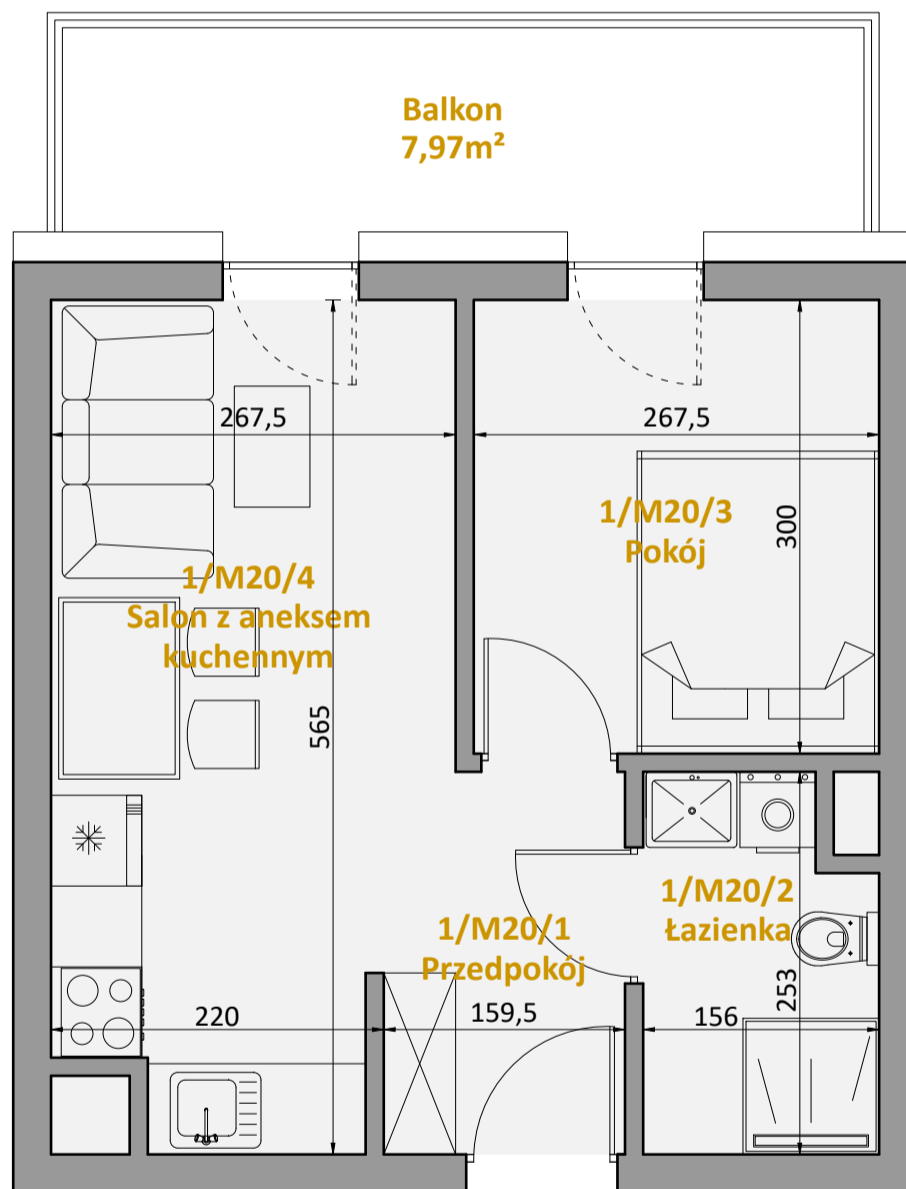 Balkon
7,97m²
267,5
267,5
1/M20/3
Pokój
300
1/M20/4
Salon z aneksem
kuchennym
565
1/M20/2
Łazienka
1/M20/1
Przedpokój
253
220
159,5
156